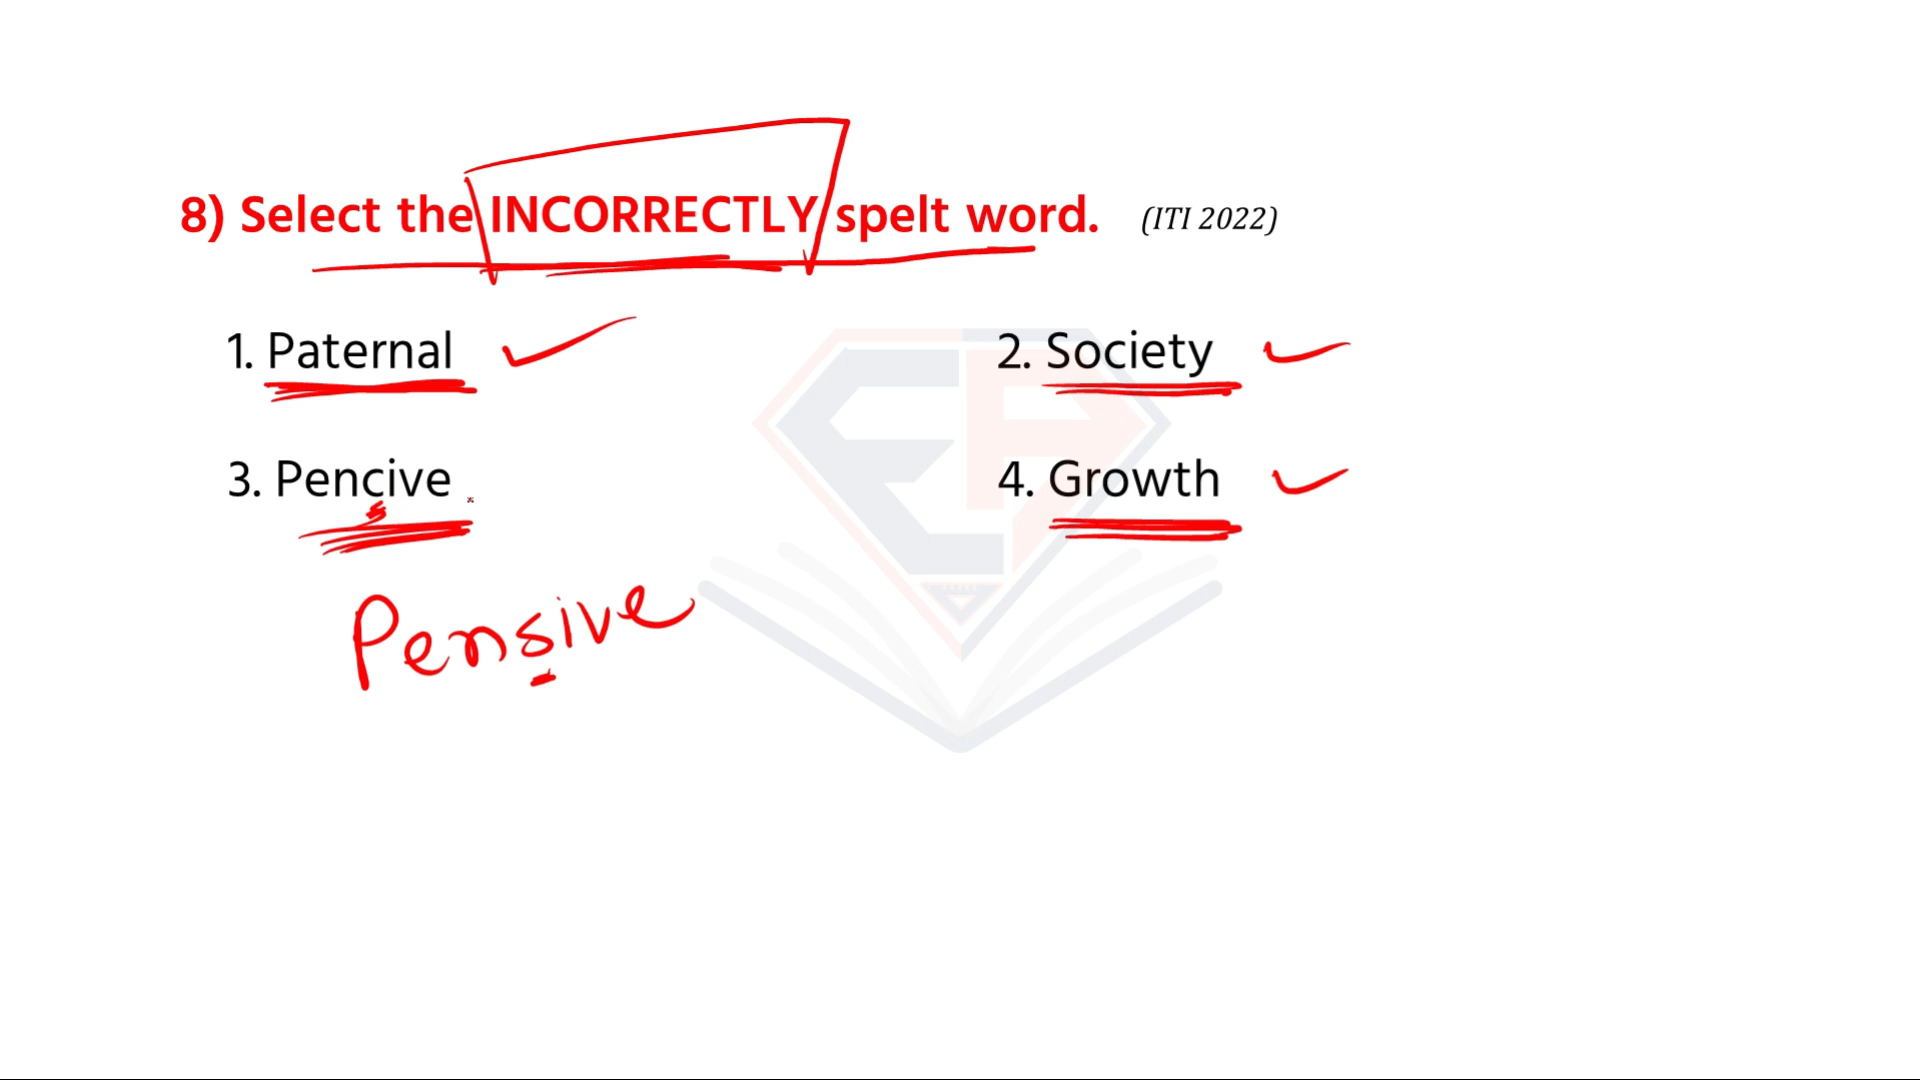 8) Select the INCORRECTLY spelt word. (ITI 2022)
1. Paternal 2. Society
3. Pencive 4. Growth
s
Pensive